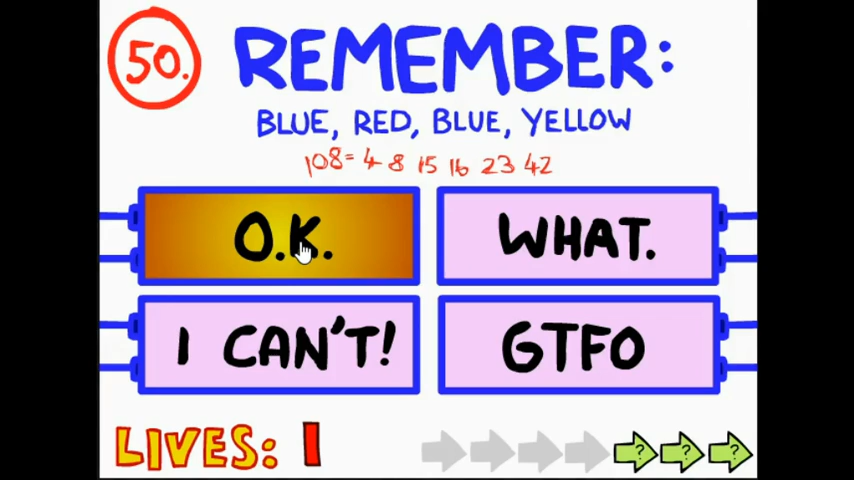 50.
REMEMBER:
BLUE, RED, BLUE, YELLOW
108= 4 8 15 16 23 42
O.K.
WHAT.
I CAN'T!
GTFO
LIVES: 1
? ? ?